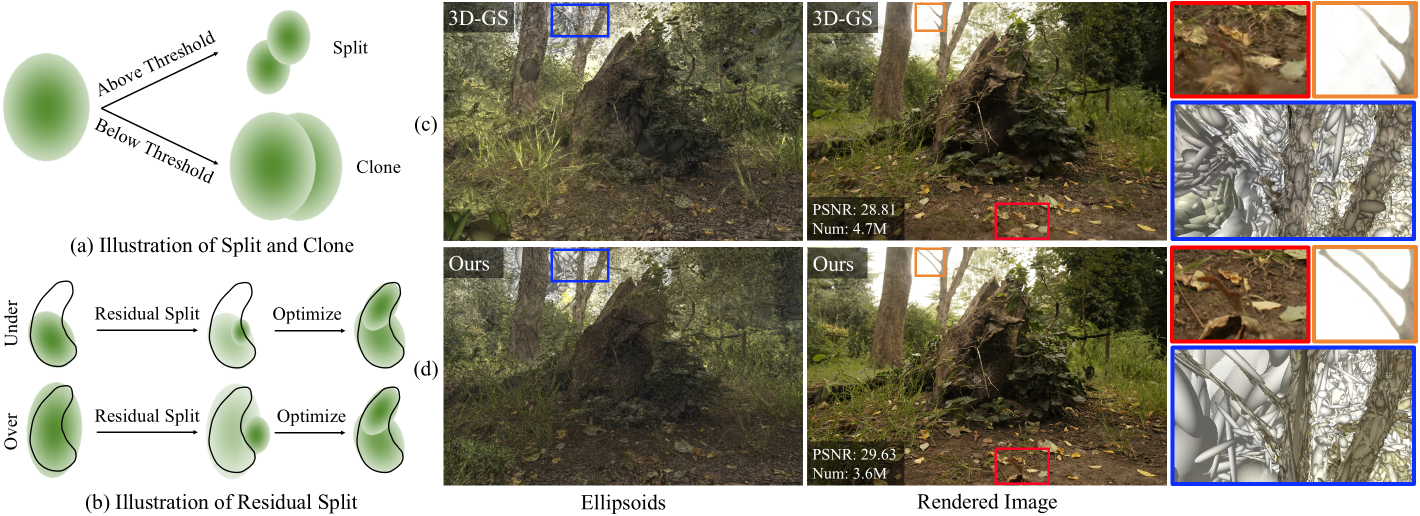 Above Threshold
Split
Below Threshold
Clone
(a) Illustration of Split and Clone
Under
Residual Split
Optimize
Over
Residual Split
Optimize
(b) Illustration of Residual Split
(c)
3D-GS
3D-GS
PSNR: 28.81
Num: 4.7M
(d)
Ours
Ours
PSNR: 29.63
Num: 3.6M
Ellipsoids
Rendered Image